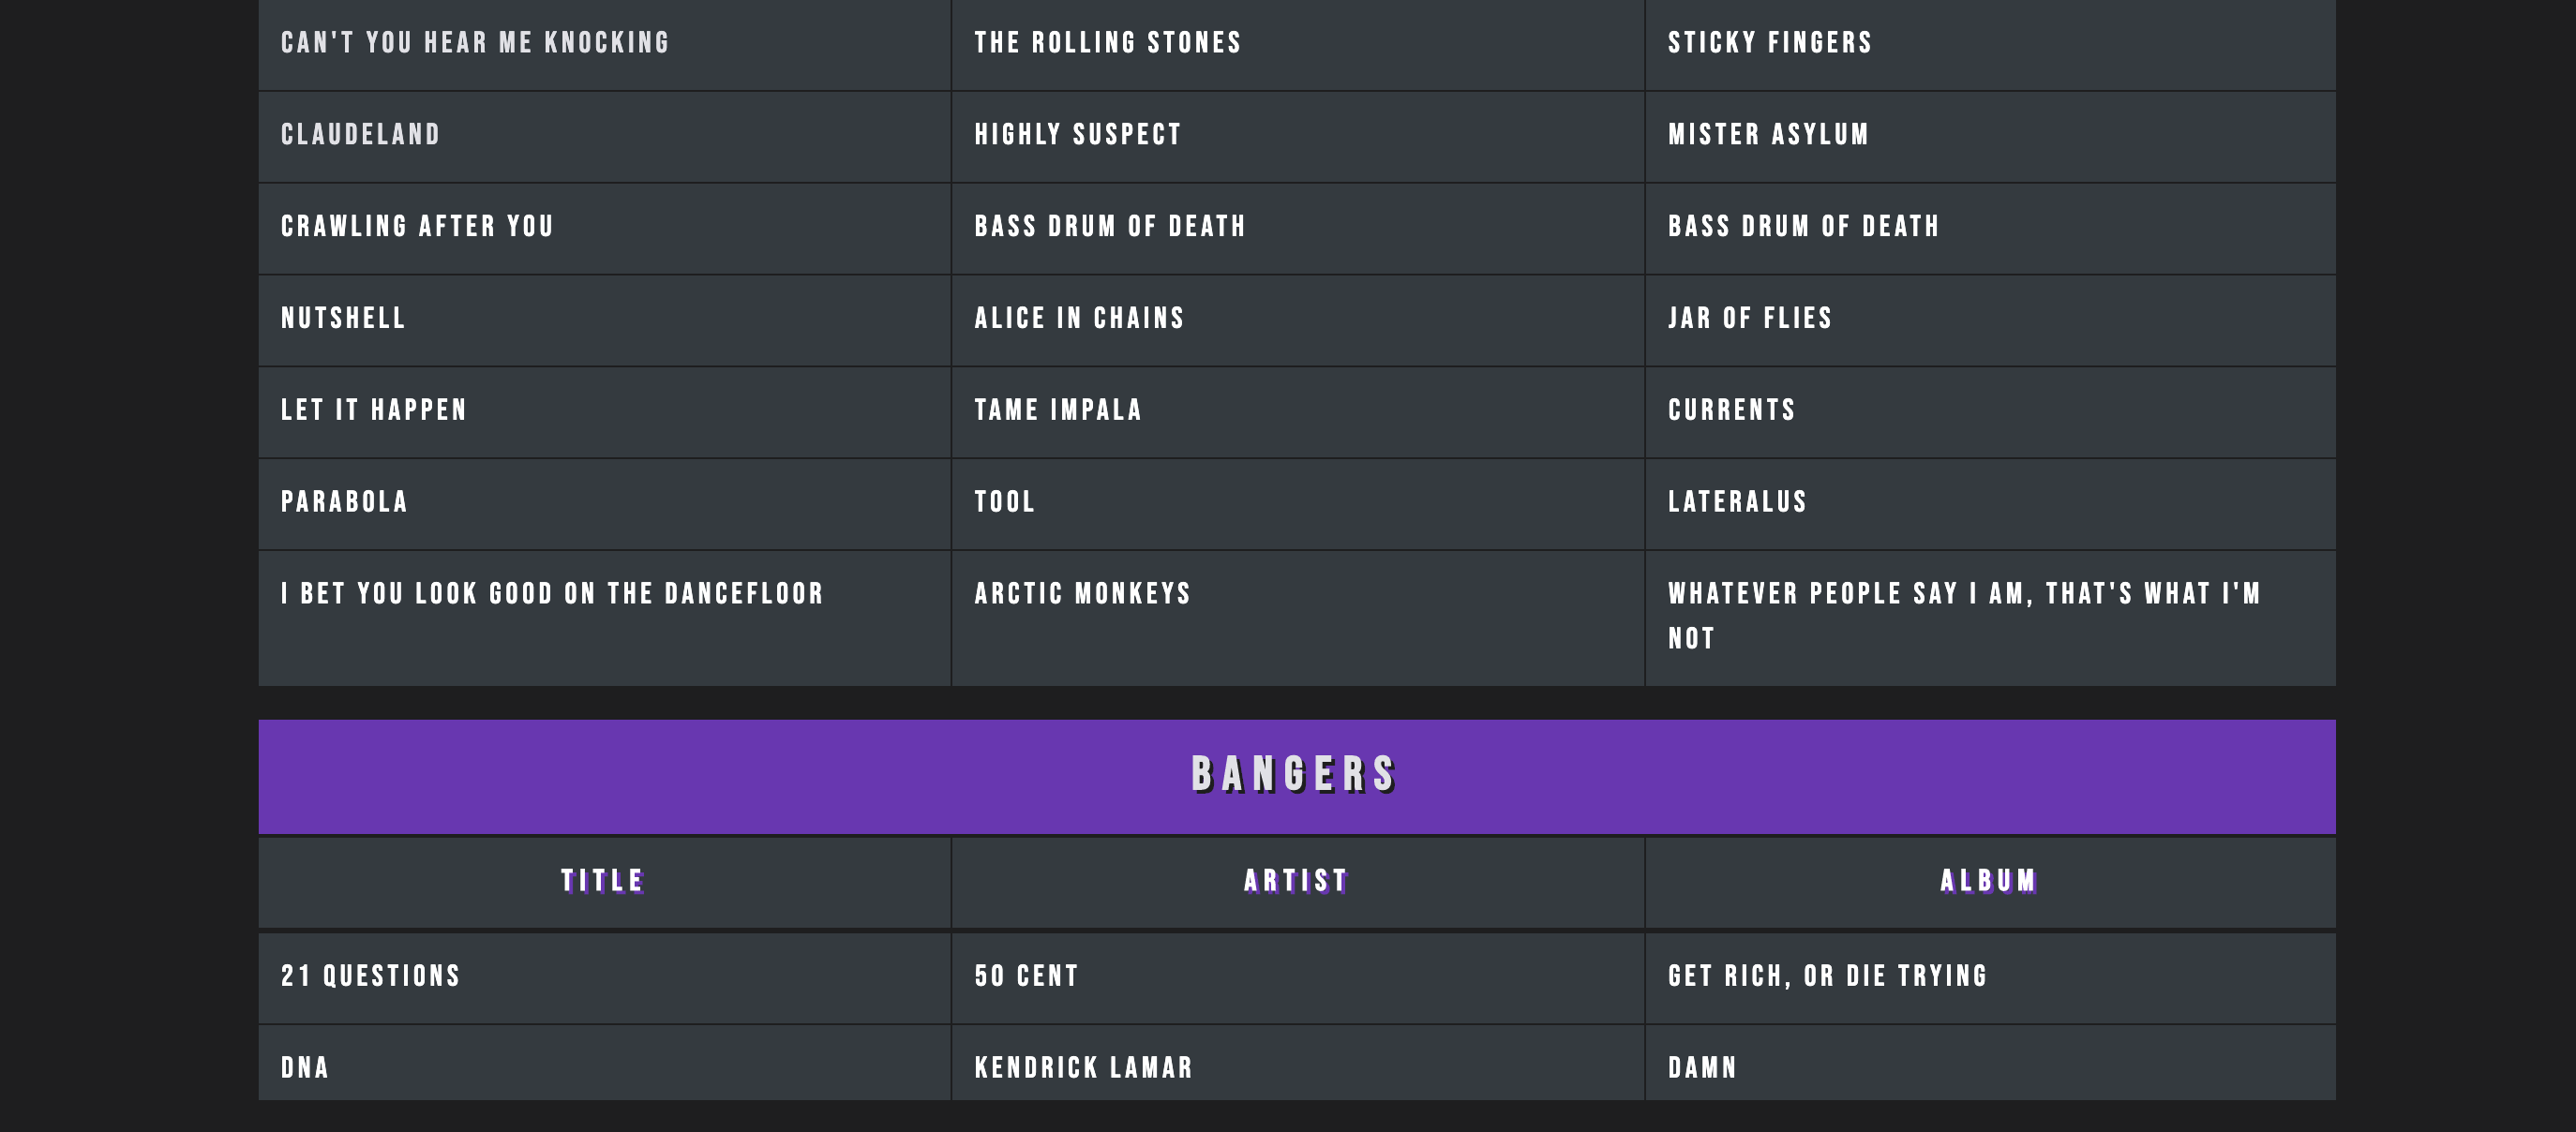 CAN'T YOU HEAR ME KNOCKING THE ROLLING STONES STICKY FINGERS
CLAUDELAND HIGHLY SUSPECT MISTER ASYLUM
CRAWLING AFTER YOU BASS DRUM OF DEATH BASS DRUM OF DEATH
NUTSHELL ALICE IN CHAINS JAR OF FLIES
LET IT HAPPEN TAME IMPALA CURRENTS
PARABOLA TOOL LATERALUS
I BET YOU LOOK GOOD ON THE DANCEFLOOR ARCTIC MONKEYS WHATEVER PEOPLE SAY I AM, THAT'S WHAT I'M
NOT
BANGERS
TITLE ARTIST ALBUM
21 QUESTIONS 50 CENT GET RICH, OR DIE TRYING
DNA KENDRICK LAMAR DAMN